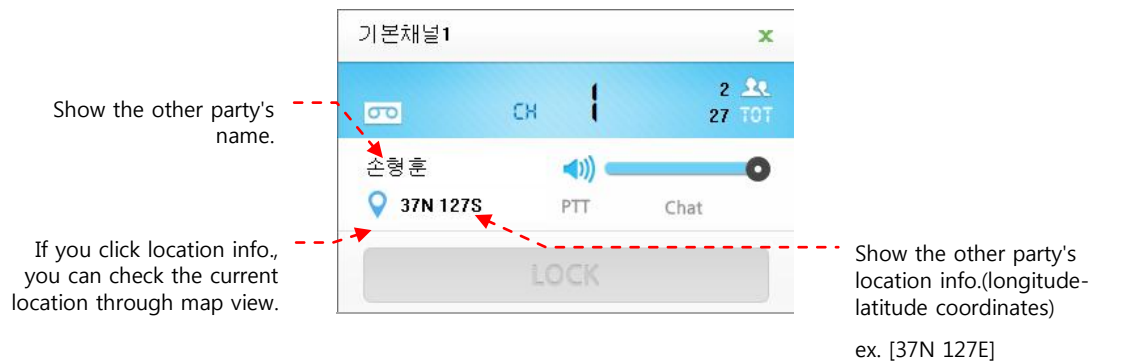 기본채널1
x
Show the other party's
name.
CH 1
2
27 TOT
손형훈
37N 127S
PTT
Chat
If you click location info.,
you can check the current
location through map view.
LOCK
Show the other party's
location info.(longitude-
latitude coordinates)
ex. [37N 127E]